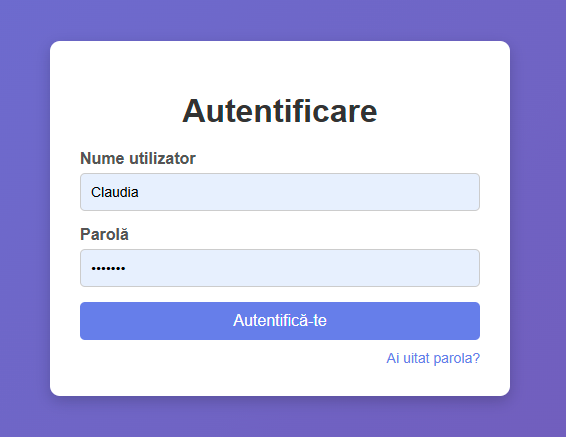 Autentificare
Nume utilizator
Claudia
Parolă
•••••••
Autentifică-te
Ai uitat parola?